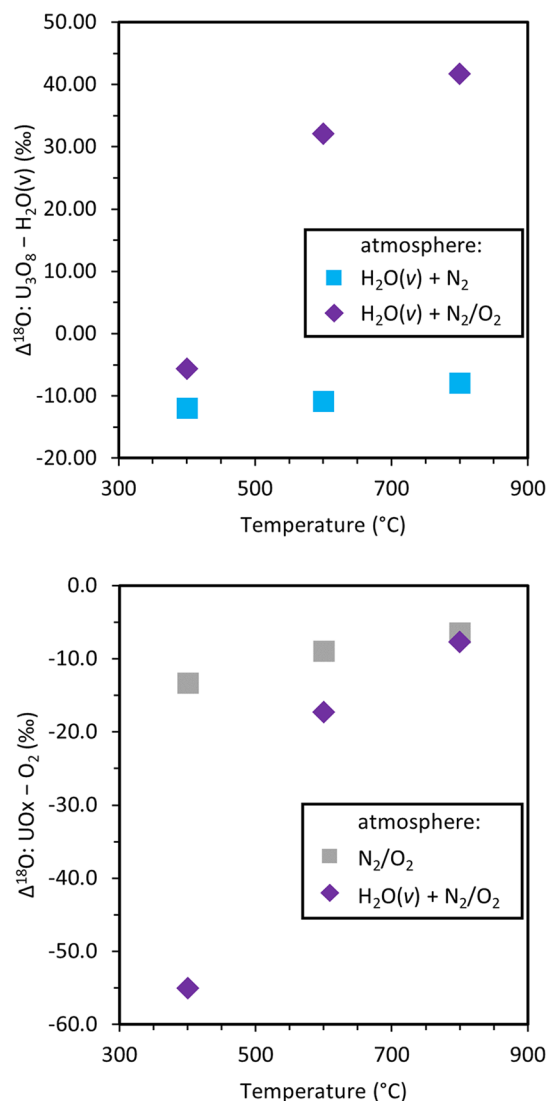 50.00
40.00
30.00
20.00
10.00
0.00
-10.00
-20.00
Δ¹⁸O: U₃O₈ – H₂O(v) (‰)
atmosphere:
H₂O(v) + N₂
H₂O(v) + N₂/O₂
300 500 700 900
Temperature (°C)
0.0
-10.0
-20.0
-30.0
-40.0
-50.0
-60.0
Δ¹⁸O: UOx – O₂ (‰)
atmosphere:
N₂/O₂
H₂O(v) + N₂/O₂
300 500 700 900
Temperature (°C)